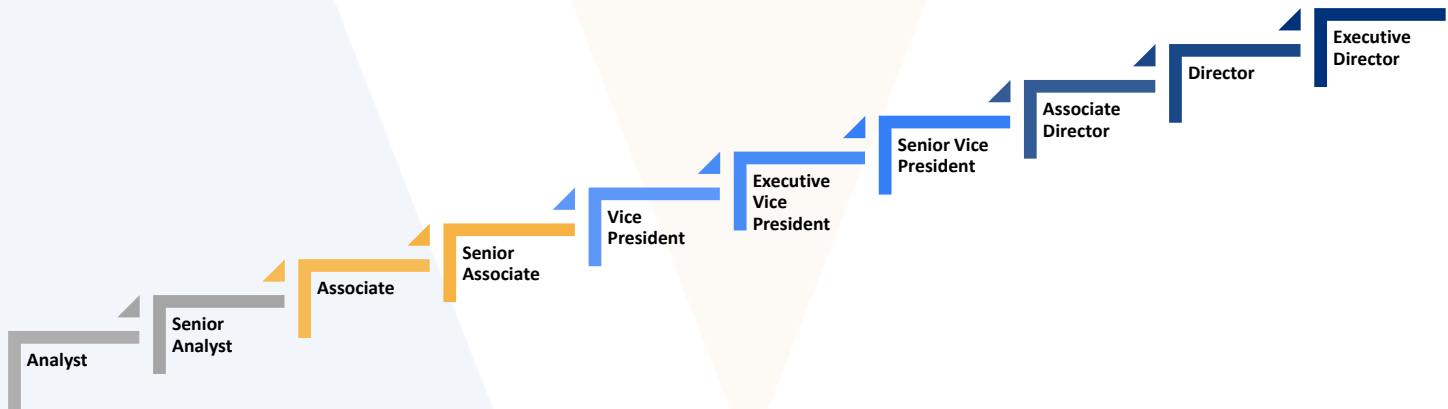 Analyst
Senior
Analyst
Associate
Senior
Associate
Vice
President
Executive
Vice
President
Senior Vice
President
Associate
Director
Director
Executive
Director